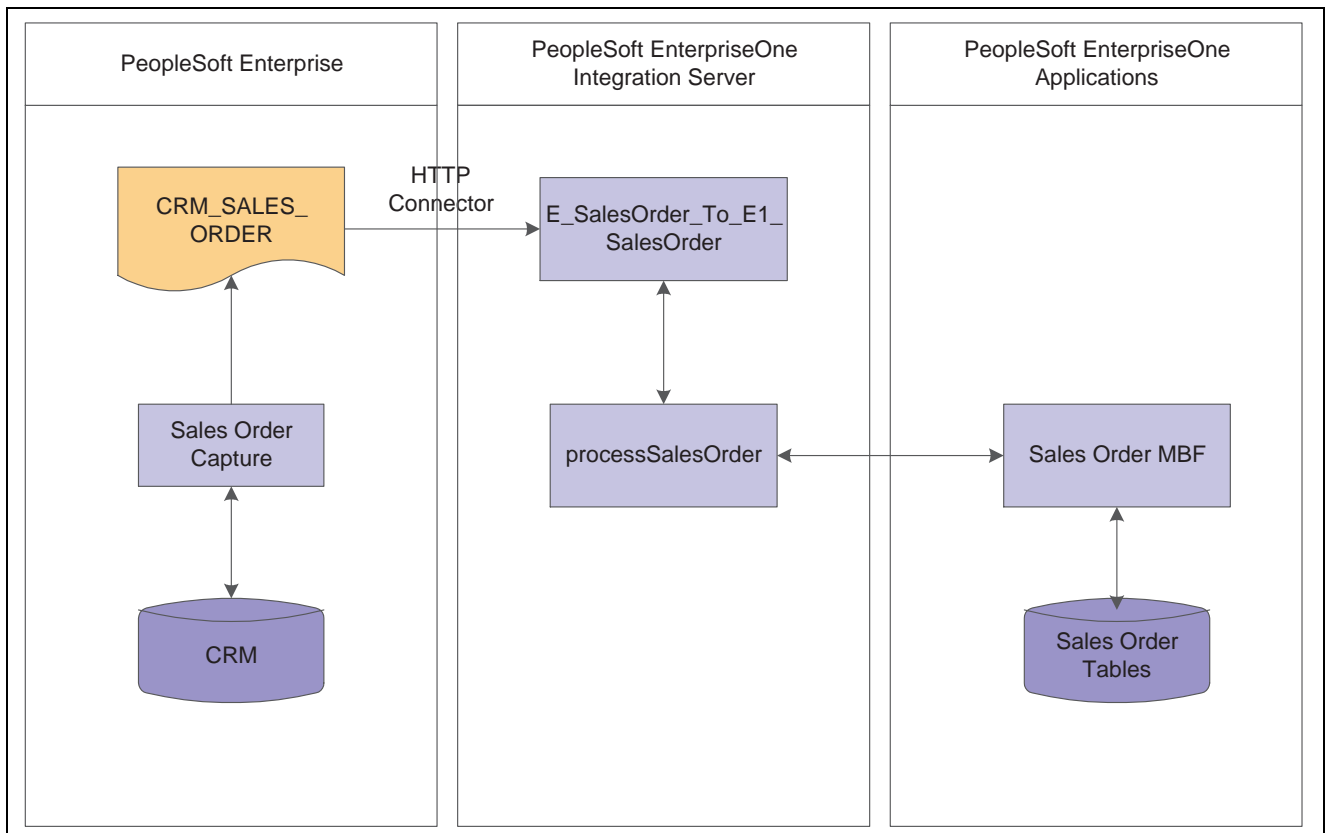 PeopleSoft Enterprise
PeopleSoft EnterpriseOne
Integration Server
PeopleSoft EnterpriseOne
Applications
CRM_SALES_
ORDER
HTTP
Connector
E_SalesOrder_To_E1_
SalesOrder
Sales Order
Capture
processSalesOrder
Sales Order MBF
CRM
Sales Order
Tables